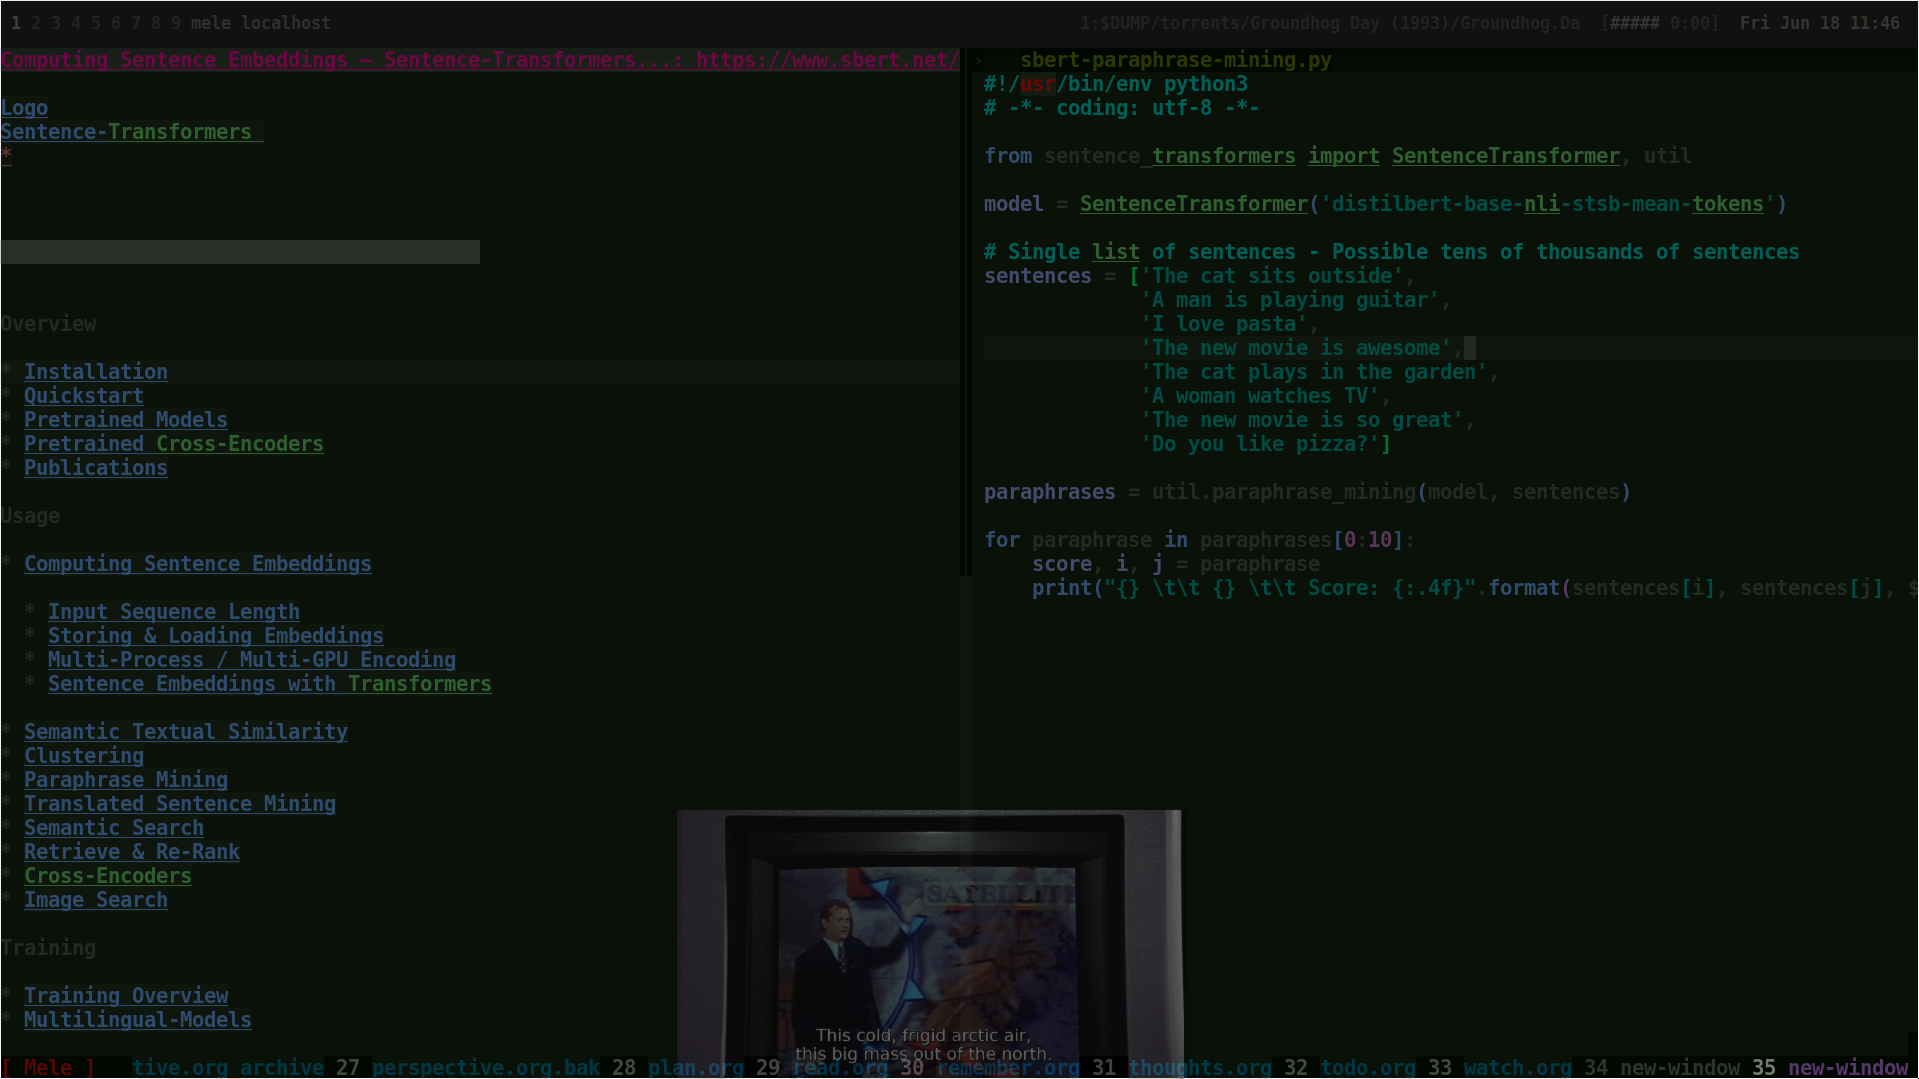 1 2 3 4 5 6 7 8 9 mele localhost
1:$DUMP/torrents/Groundhog Day (1993)/Groundhog.Da [##### 0:00] Fri Jun 18 11:46
Computing Sentence Embeddings — Sentence-Transformers...: https://www.sbert.net/
Logo
Sentence-Transformers
*
Overview
* Installation
* Quickstart
* Pretrained Models
* Pretrained Cross-Encoders
* Publications
Usage
* Computing Sentence Embeddings
* Input Sequence Length
* Storing & Loading Embeddings
* Multi-Process / Multi-GPU Encoding
* Sentence Embeddings with Transformers
* Semantic Textual Similarity
* Clustering
* Paraphrase Mining
* Translated Sentence Mining
* Semantic Search
* Retrieve & Re-Rank
* Cross-Encoders
* Image Search
Training
* Training Overview
* Multilingual-Models
› sbert-paraphrase-mining.py
#!/usr/bin/env python3
# -*- coding: utf-8 -*-
from sentence_transformers import SentenceTransformer, util
model = SentenceTransformer('distilbert-base-nli-stsb-mean-tokens')
# Single list of sentences - Possible tens of thousands of sentences
sentences = ['The cat sits outside',
'A man is playing guitar',
'I love pasta',
'The new movie is awesome',
'The cat plays in the garden',
'A woman watches TV',
'The new movie is so great',
'Do you like pizza?']
paraphrases = util.paraphrase_mining(model, sentences)
for paraphrase in paraphrases[0:10]:
score, i, j = paraphrase
print("{} \t\t {} \t\t Score: {:.4f}".format(sentences[i], sentences[j], $
SATELLITE
This cold, frigid arctic air,
this big mass out of the north.
[ Mele ] tive.org_archive 27 perspective.org.bak 28 plan.org 29 read.org 30 remember.org 31 thoughts.org 32 todo.org 33 watch.org 34 new-window 35 new-window